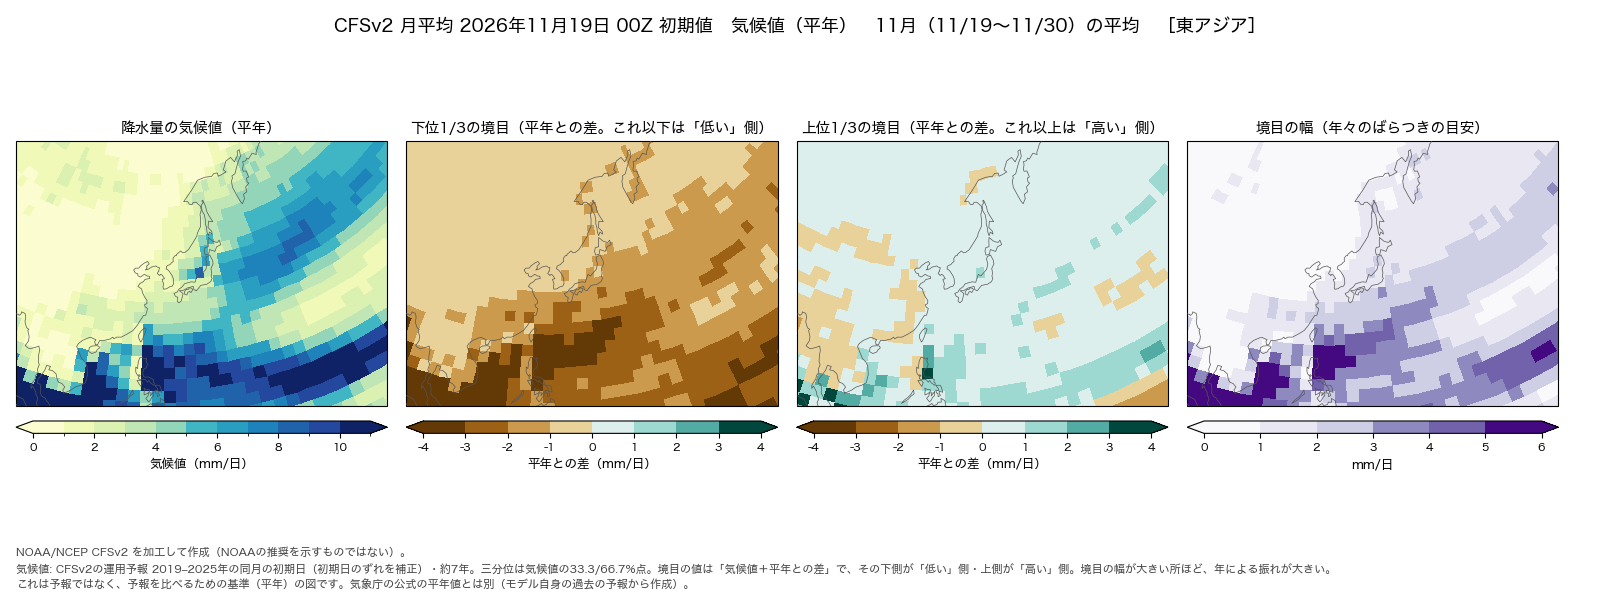 CFSv2 月平均 2026年11月19日 00Z 初期値　気候値（平年）　11月（11/19～11/30）の平均　［東アジア］
降水量の気候値（平年）
下位1/3の境目（平年との差。これ以下は「低い」側）
上位1/3の境目（平年との差。これ以上は「高い」側）
境目の幅（年々のばらつきの目安）
0 2 4 6 8 10
気候値（mm/日）
-4 -3 -2 -1 0 1 2 3 4
平年との差（mm/日）
-4 -3 -2 -1 0 1 2 3 4
平年との差（mm/日）
0 1 2 3 4 5 6
mm/日
NOAA/NCEP CFSv2 を加工して作成（NOAAの推奨を示すものではない）。
気候値: CFSv2の運用予報 2019–2025年の同月の初期日（初期日のずれを補正）・約7年。三分位は気候値の33.3/66.7%点。境目の値は「気候値＋平年との差」で、その下側が「低い」側・上側が「高い」側。境目の幅が大きい所ほど、年による振れが大きい。
これは予報ではなく、予報を比べるための基準（平年）の図です。気象庁の公式の平年値とは別（モデル自身の過去の予報から作成）。